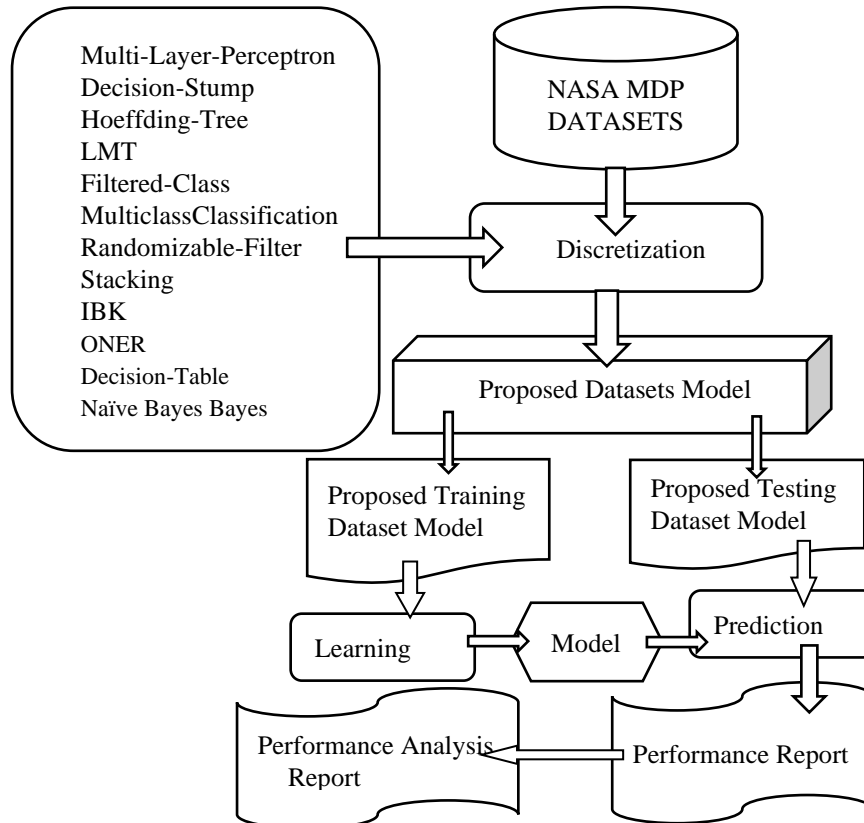 Multi-Layer-Perceptron
Decision-Stump
Hoeffding-Tree
LMT
Filtered-Class
MulticlassClassification
Randomizable-Filter
Stacking
IBK
ONER
Decision-Table
Naïve Bayes Bayes
NASA MDP
DATASETS
Discretization
Proposed Datasets Model
Proposed Training
Dataset Model
Proposed Testing
Dataset Model
Learning
Model
Prediction
Performance Analysis
Report
Performance Report